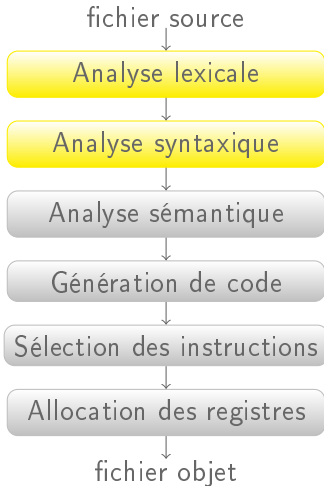 fichier source
Analyse lexicale
Analyse syntaxique
Analyse sémantique
Génération de code
Sélection des instructions
Allocation des registres
fichier objet